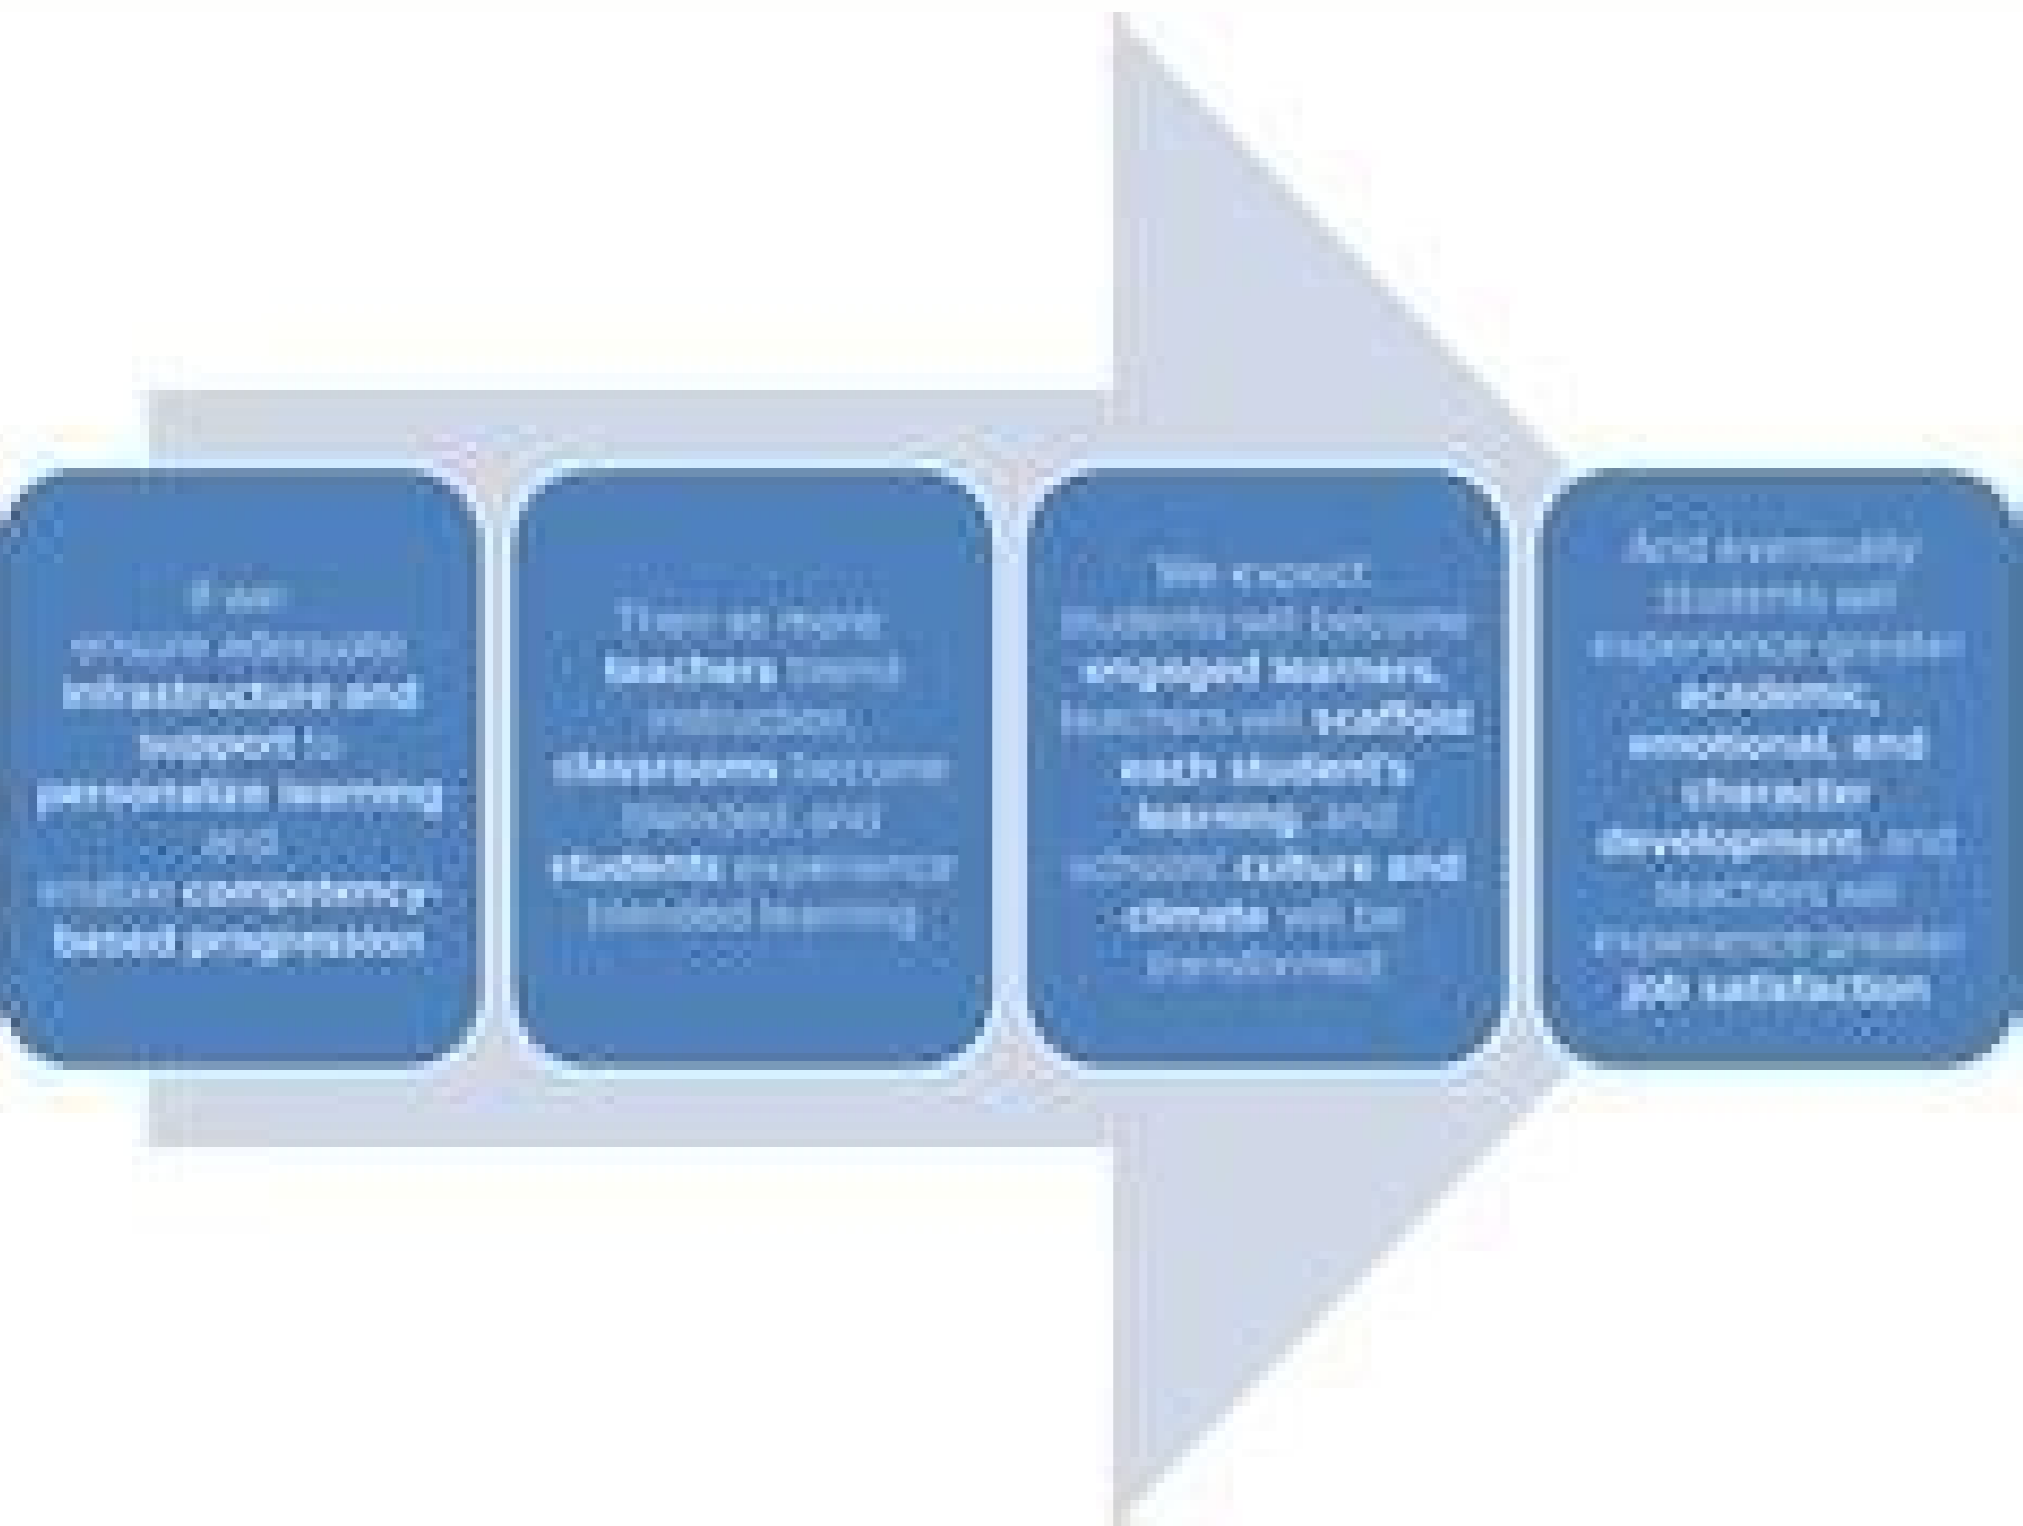 If we
ensure adequate
infrastructure and
support to
personalize learning
and
enable competency-
based progression
Then as more
teachers blend
instruction,
classrooms become
blended, and
students experience
blended learning
We expect
students will become
engaged learners,
teachers will scaffold
each student's
learning, and
schools' culture and
climate will be
transformed
And eventually
students will
experience greater
academic,
emotional, and
character
development, and
teachers will
experience greater
job satisfaction